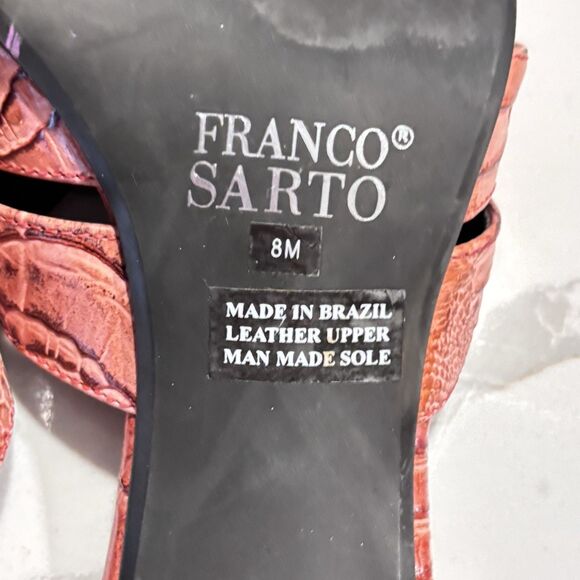 FRANCO®
SARTO
8M
MADE IN BRAZIL
LEATHER UPPER
MAN MADE SOLE